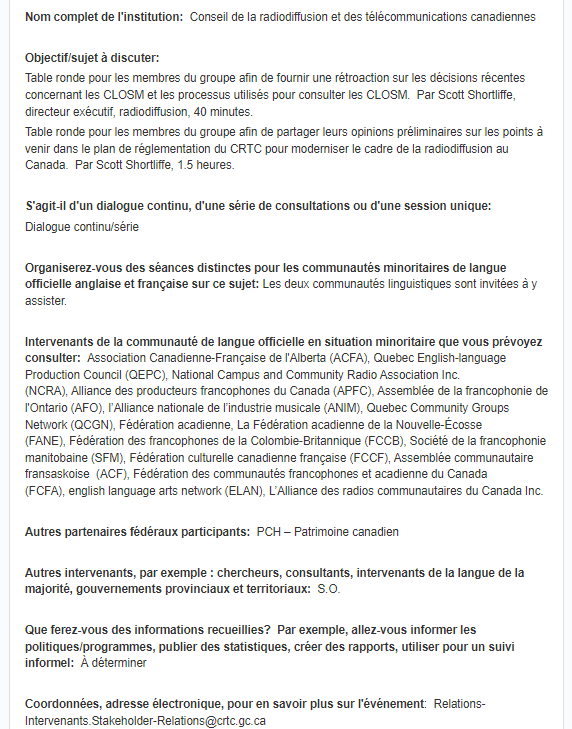 Nom complet de l'institution:  Conseil de la radiodiffusion et des télécommunications canadiennes
Objectif/sujet à discuter:
Table ronde pour les membres du groupe afin de fournir une rétroaction sur les décisions récentes
concernant les CLOSM et les processus utilisés pour consulter les CLOSM.  Par Scott Shortliffe,
directeur exécutif, radiodiffusion, 40 minutes.
Table ronde pour les membres du groupe afin de partager leurs opinions préliminaires sur les points à
venir dans le plan de réglementation du CRTC pour moderniser le cadre de la radiodiffusion au
Canada.  Par Scott Shortliffe, 1.5 heures.
S'agit-il d'un dialogue continu, d'une série de consultations ou d'une session unique:
Dialogue continu/série
Organiserez-vous des séances distinctes pour les communautés minoritaires de langue
officielle anglaise et française sur ce sujet: Les deux communautés linguistiques sont invitées à y
assister.
Intervenants de la communauté de langue officielle en situation minoritaire que vous prévoyez
consulter:  Association Canadienne-Française de l'Alberta (ACFA), Quebec English-language
Production Council (QEPC), National Campus and Community Radio Association Inc.
(NCRA), Alliance des producteurs francophones du Canada (APFC), Assemblée de la francophonie de
l'Ontario (AFO), l'Alliance nationale de l'industrie musicale (ANIM), Quebec Community Groups
Network (QCGN), Fédération acadienne, La Fédération acadienne de la Nouvelle-Écosse
(FANE), Fédération des francophones de la Colombie-Britannique (FCCB), Société de la francophonie
manitobaine (SFM), Fédération culturelle canadienne française (FCCF), Assemblée communautaire
fransaskoise  (ACF), Fédération des communautés francophones et acadienne du Canada
(FCFA), english language arts network (ELAN), L'Alliance des radios communautaires du Canada Inc.
Autres partenaires fédéraux participants:  PCH – Patrimoine canadien
Autres intervenants, par exemple : chercheurs, consultants, intervenants de la langue de la
majorité, gouvernements provinciaux et territoriaux:  S.O.
Que ferez-vous des informations recueillies?  Par exemple, allez-vous informer les
politiques/programmes, publier des statistiques, créer des rapports, utiliser pour un suivi
informel:  À déterminer
Coordonnées, adresse électronique, pour en savoir plus sur l'événement:  Relations-
Intervenants.Stakeholder-Relations@crtc.gc.ca